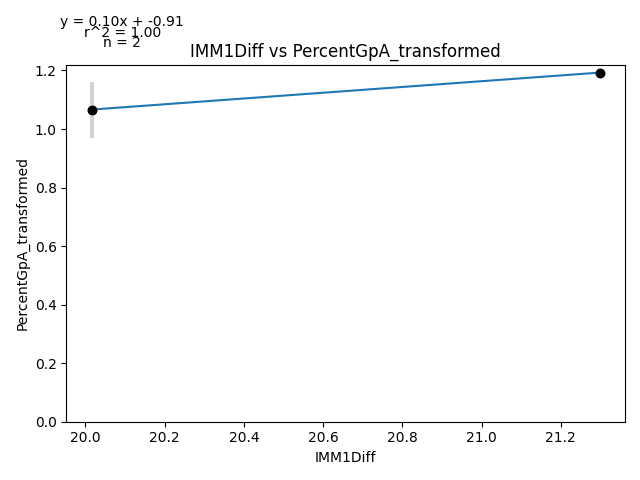 y = 0.10x + -0.91
r^2 = 1.00
n = 2
IMM1Diff vs PercentGpA_transformed
1.2
1.0
0.8
0.6
0.4
0.2
0.0
PercentGpA_transformed
20.0 20.2 20.4 20.6 20.8 21.0 21.2
IMM1Diff